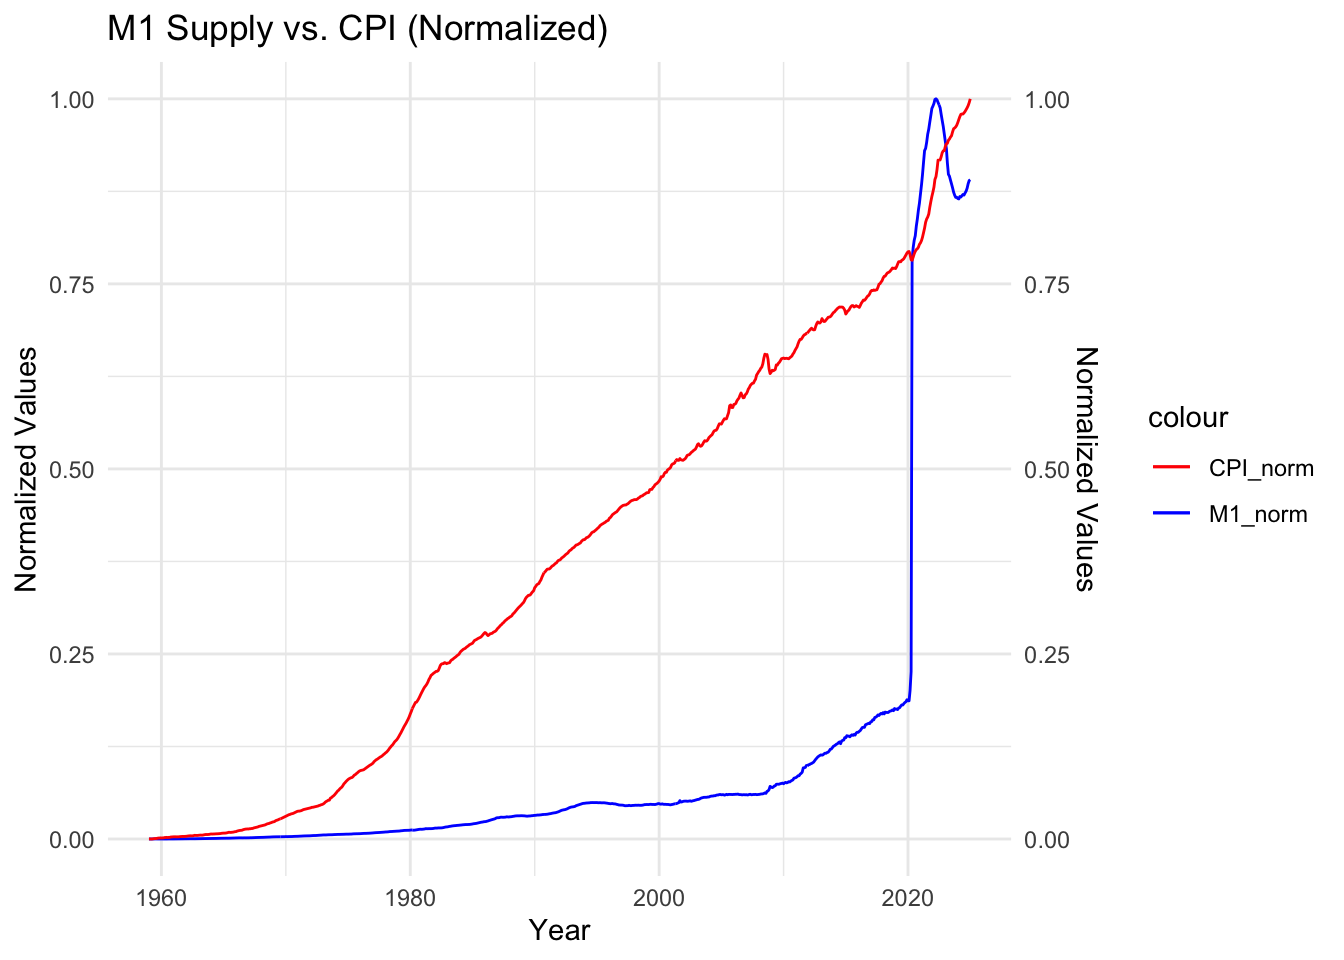 M1 Supply vs. CPI (Normalized)
Normalized Values
1.00
0.75
0.50
0.25
0.00
1.00
0.75
0.50
0.25
0.00
Normalized Values
1960
1980
2000
2020
Year
colour
CPI_norm
M1_norm